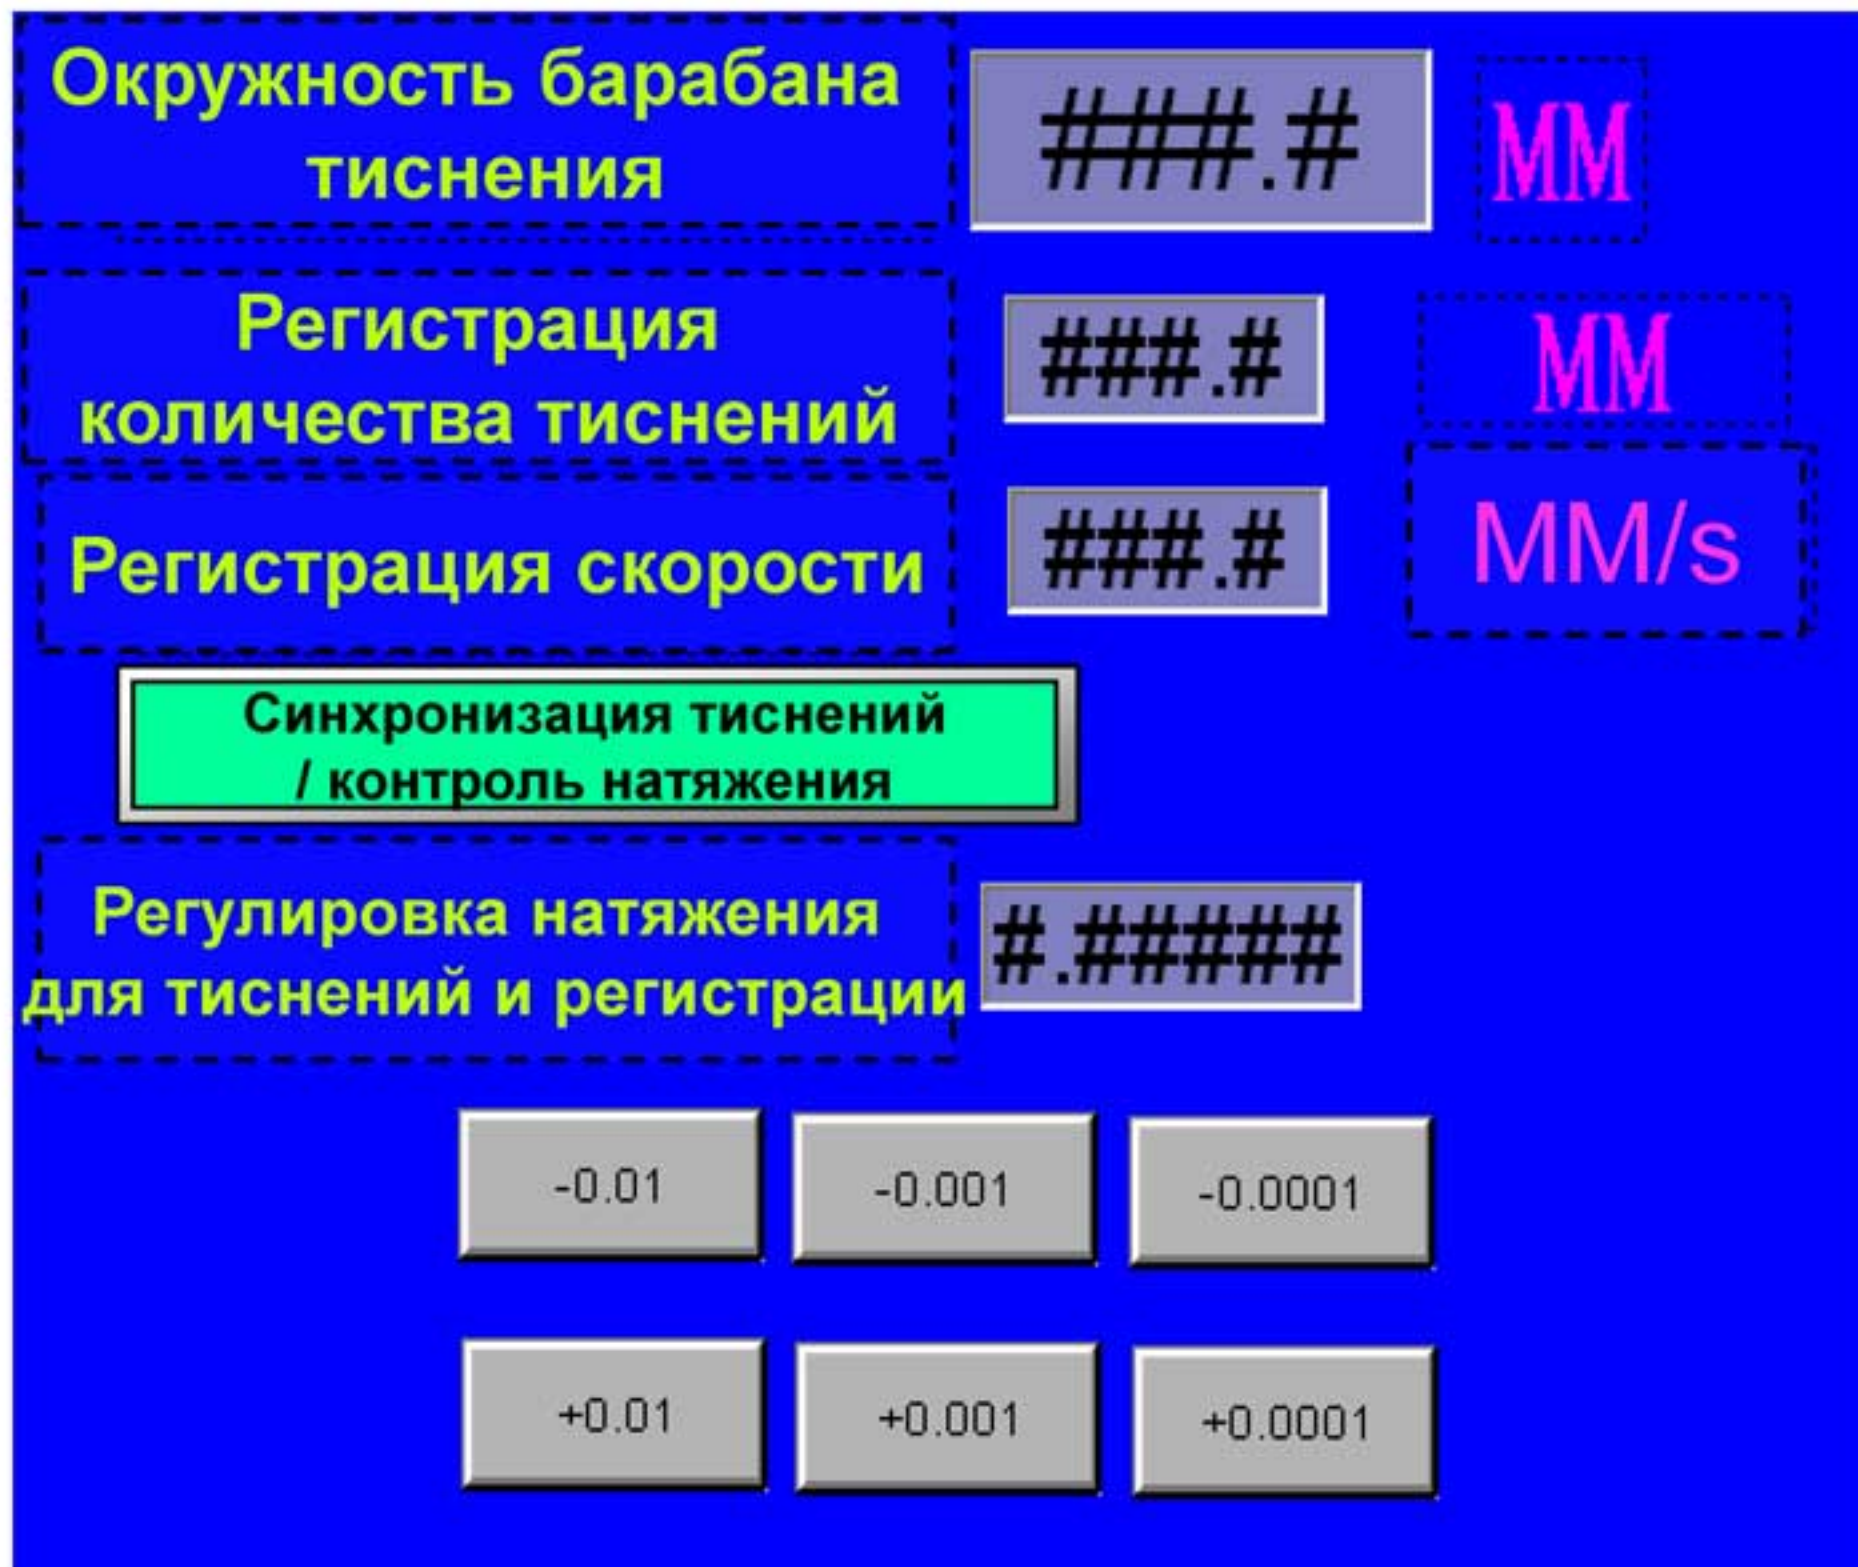 Окружность барабана
тиснения
###.#
MM
Регистрация
количества тиснений
###.#
MM
Регистрация скорости
###.#
MM/s
Синхронизация тиснений
/ контроль натяжения
Регулировка натяжения
для тиснений и регистрации
#.#####
-0.01
-0.001
-0.0001
+0.01
+0.001
+0.0001